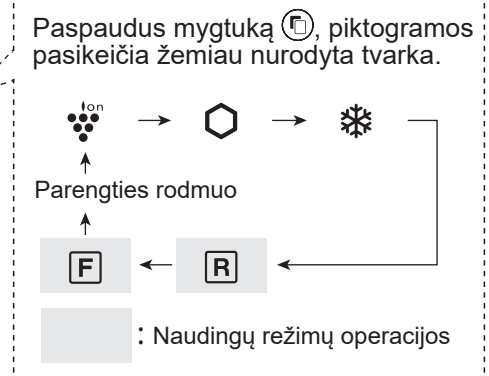 Paspaudus mygtuką , piktogramos
pasikeičia žemiau nurodyta tvarka.
ion
Parengties rodmuo
F R
: Naudingų režimų operacijos